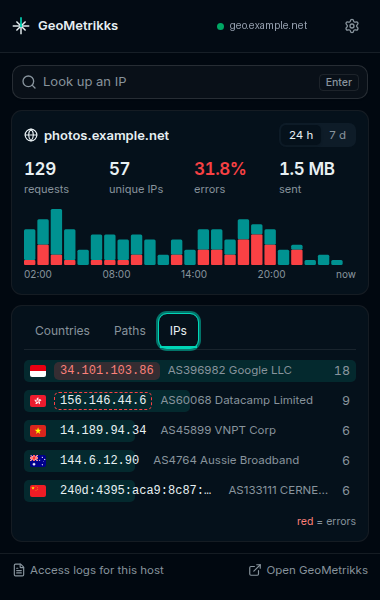 GeoMetrikks
geo.example.net
Look up an IP
Enter
photos.example.net
24 h
7 d
129
57
31.8%
1.5 MB
requests
unique IPs
errors
sent
02:00
08:00
14:00
20:00
now
Countries
Paths
IPs
34.101.103.86 AS396982 Google LLC 18
156.146.44.6 AS60068 Datacamp Limited 9
14.189.94.34 AS45899 VNPT Corp 6
144.6.12.90 AS4764 Aussie Broadband 6
240d:4395:aca9:8c87:… AS133111 CERNE… 6
red = errors
Access logs for this host
Open GeoMetrikks